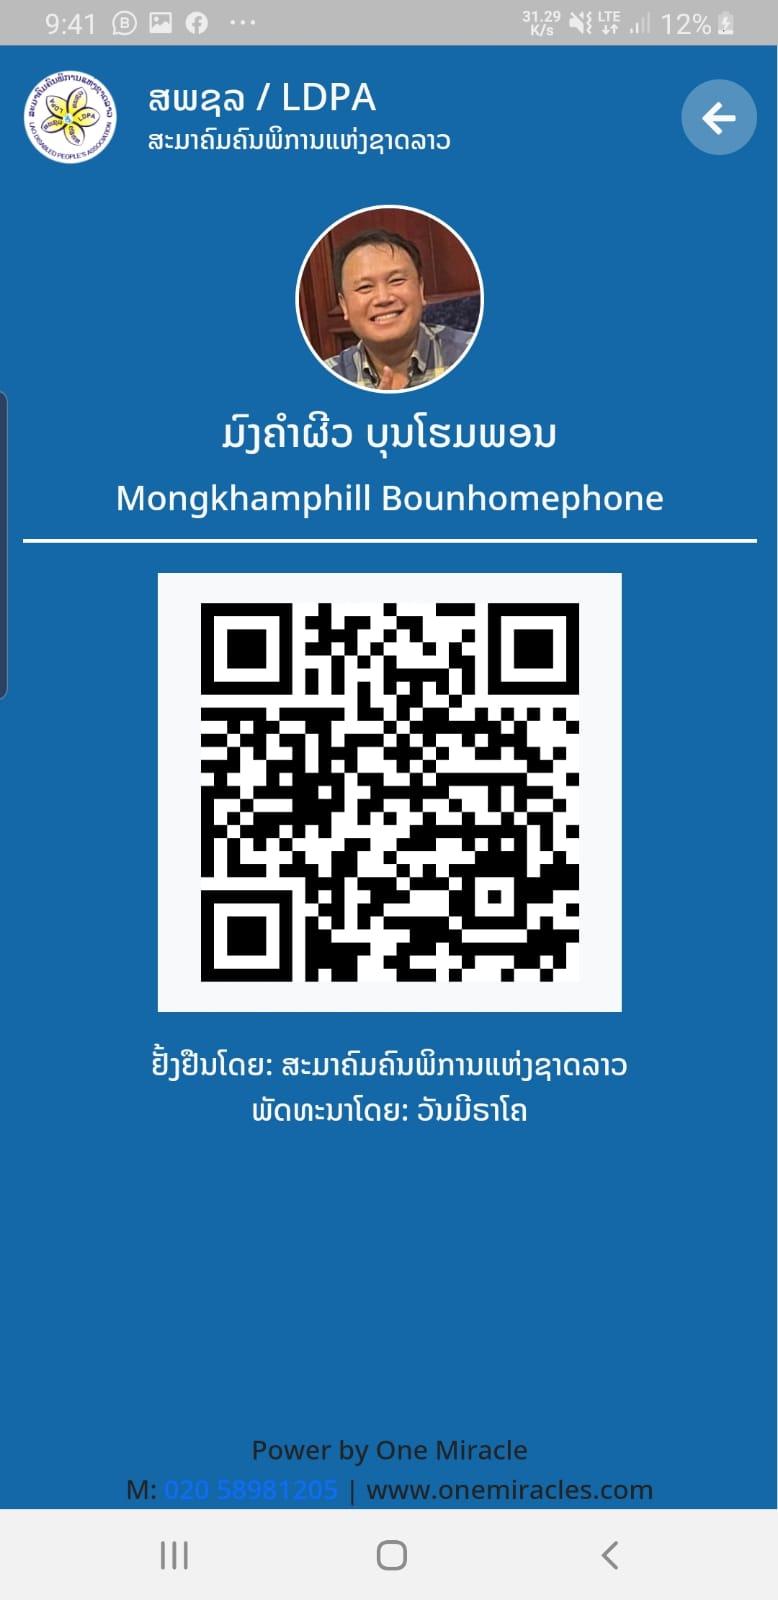 9:41
31.29 K/s
LTE
12%
ສພຊລ / LDPA
ສະມາຄົມຄົນພິການແຫ່ງຊາດລາວ
ມົງຄຳຜີວ ບຸນໂຮມພອນ
Mongkhamphill Bounhomephone
ຢັ້ງຢືນໂດຍ: ສະມາຄົມຄົນພິການແຫ່ງຊາດລາວ
ພັດທະນາໂດຍ: ວັນມີຣາໂຄ
Power by One Miracle
M: 020 58981205 | www.onemiracles.com